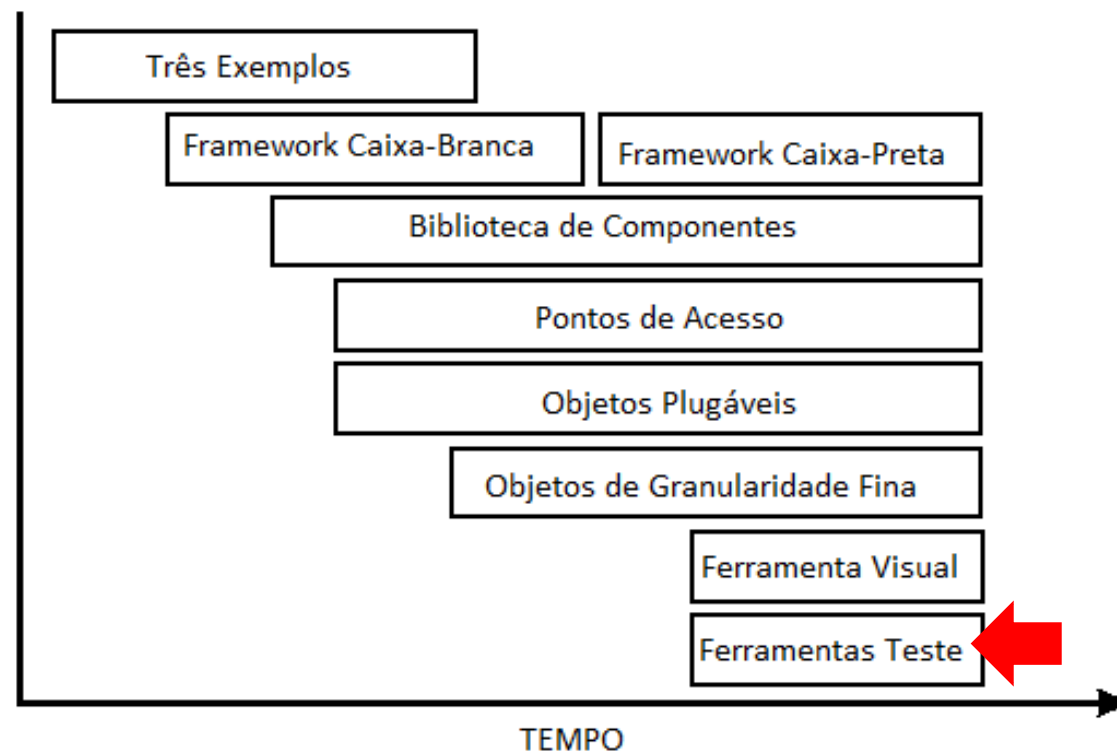 Três Exemplos
Framework Caixa-Branca
Framework Caixa-Preta
Biblioteca de Componentes
Pontos de Acesso
Objetos Plugáveis
Objetos de Granularidade Fina
Ferramenta Visual
Ferramentas Teste
TEMPO